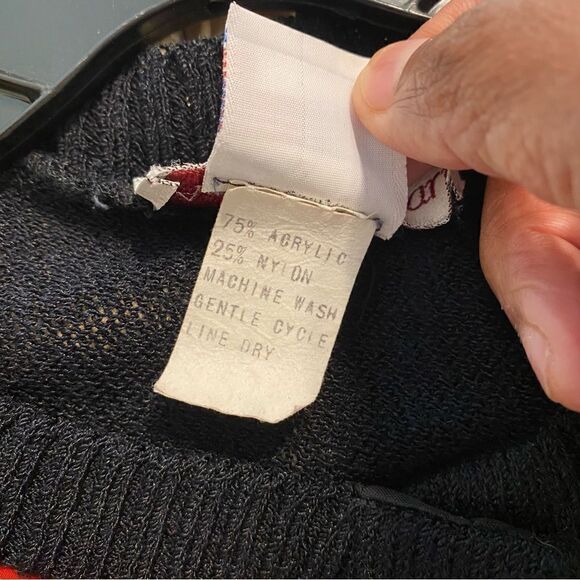 75% ACRYLIC
25% NYLON
MACHINE WASH
GENTLE CYCLE
LINE DRY